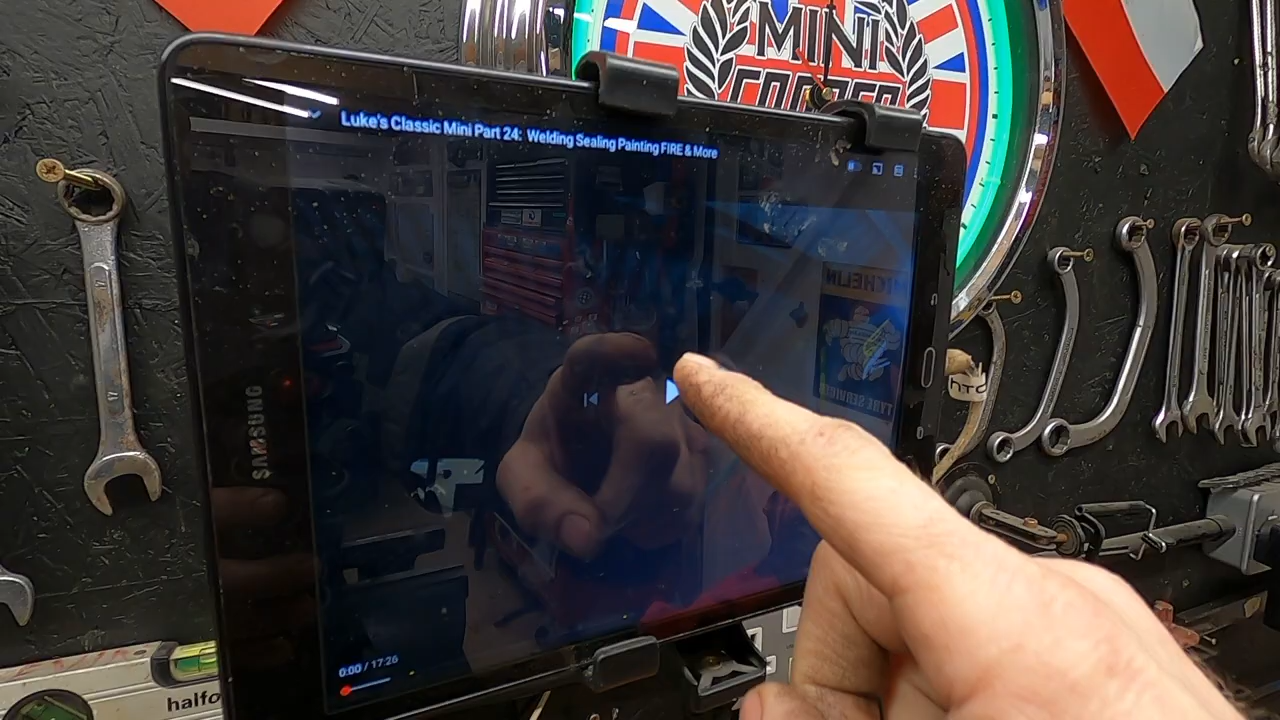 MINI
COOPER
Luke's Classic Mini Part 24: Welding Sealing Painting FIRE & More
MICHELIN
TYRE SERVICE
SAMSUNG
hTC
0:00 / 17:26
halfo